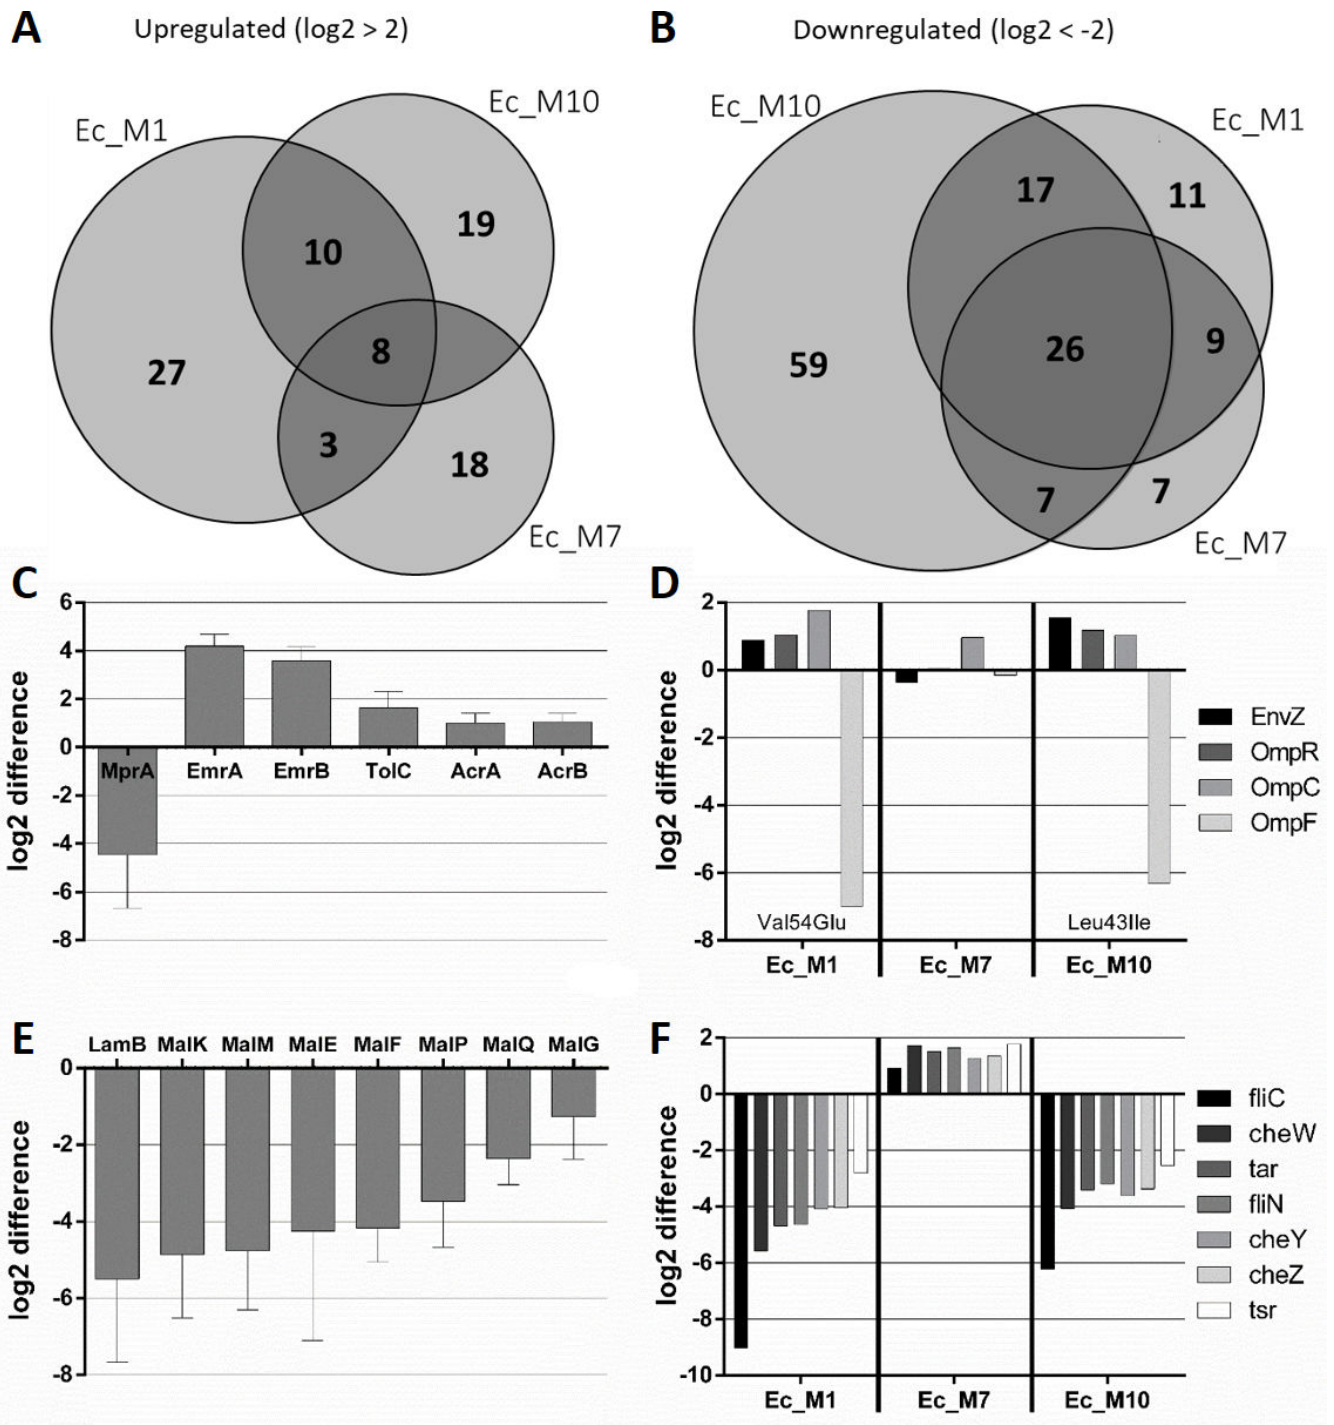 A
Upregulated (log2 > 2)
Ec_M1
Ec_M10
19
10
8
27
3
18
Ec_M7
B
Downregulated (log2 < -2)
Ec_M10
Ec_M1
17
11
59
26
9
7
7
Ec_M7
C
log2 difference
6
4
2
0
-2
-4
-6
-8
MprA EmrA EmrB TolC AcrA AcrB
D
log2 difference
2
0
-2
-4
-6
-8
Val54Glu
Leu43Ile
Ec_M1 Ec_M7 Ec_M10
EnvZ
OmpR
OmpC
OmpF
E
LamB MalK MalM MalE MalF MalP MalQ MalG
log2 difference
0
-2
-4
-6
-8
F
log2 difference
2
0
-2
-4
-6
-8
-10
Ec_M1 Ec_M7 Ec_M10
fliC
cheW
tar
fliN
cheY
cheZ
tsr